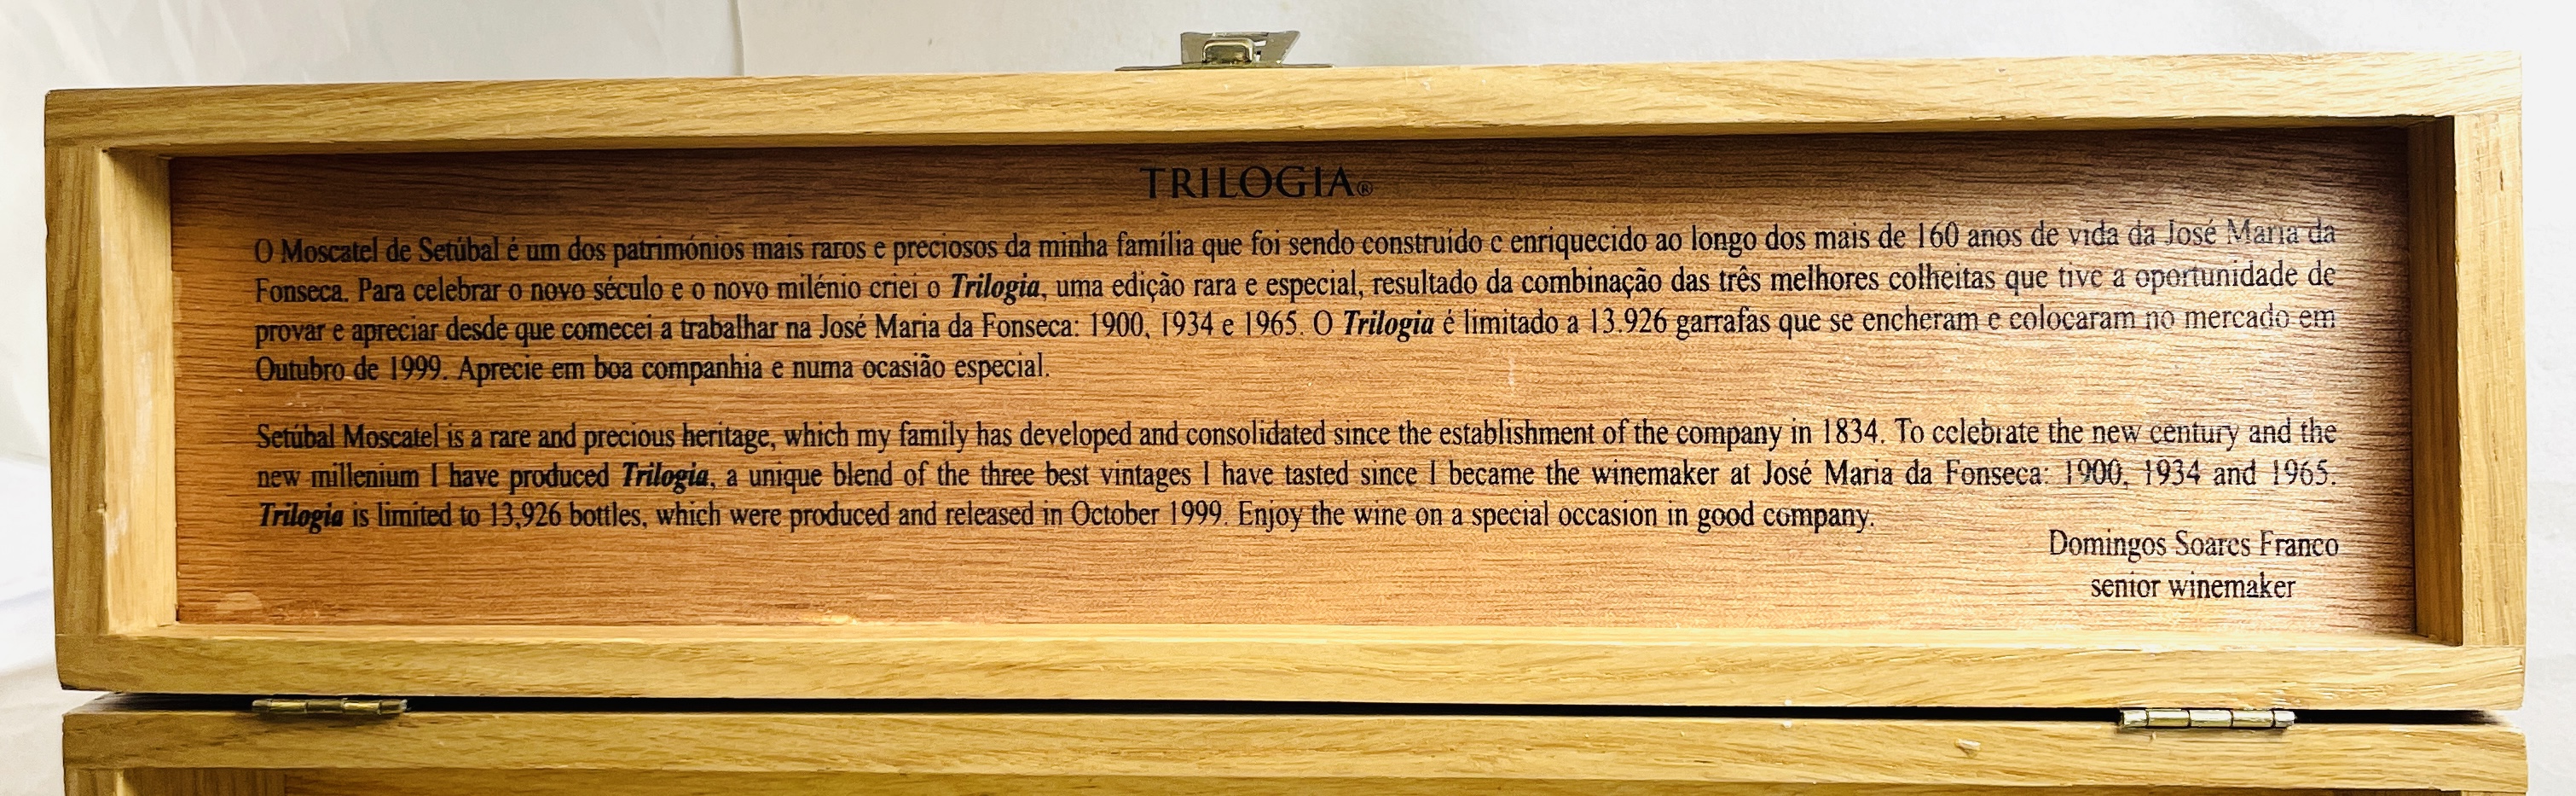 TRILOGIA®
O Moscatel de Setúbal é um dos patrimónios mais raros e preciosos da minha família que foi sendo construído e enriquecido ao longo dos mais de 160 anos de vida da José Maria da
Fonseca. Para celebrar o novo século e o novo milénio criei o Trilogia, uma edição rara e especial, resultado da combinação das três melhores colheitas que tive a oportunidade de
provar e apreciar desde que comecei a trabalhar na José Maria da Fonseca: 1900, 1934 e 1965. O Trilogia é limitado a 13.926 garrafas que se encheram e colocaram no mercado em
Outubro de 1999. Aprecie em boa companhia e numa ocasião especial.
Setúbal Moscatel is a rare and precious heritage, which my family has developed and consolidated since the establishment of the company in 1834. To celebrate the new century and the
new millenium I have produced Trilogia, a unique blend of the three best vintages I have tasted since I became the winemaker at José Maria da Fonseca: 1900, 1934 and 1965.
Trilogia is limited to 13,926 bottles, which were produced and released in October 1999. Enjoy the wine on a special occasion in good company.
Domingos Soares Franco
senior winemaker